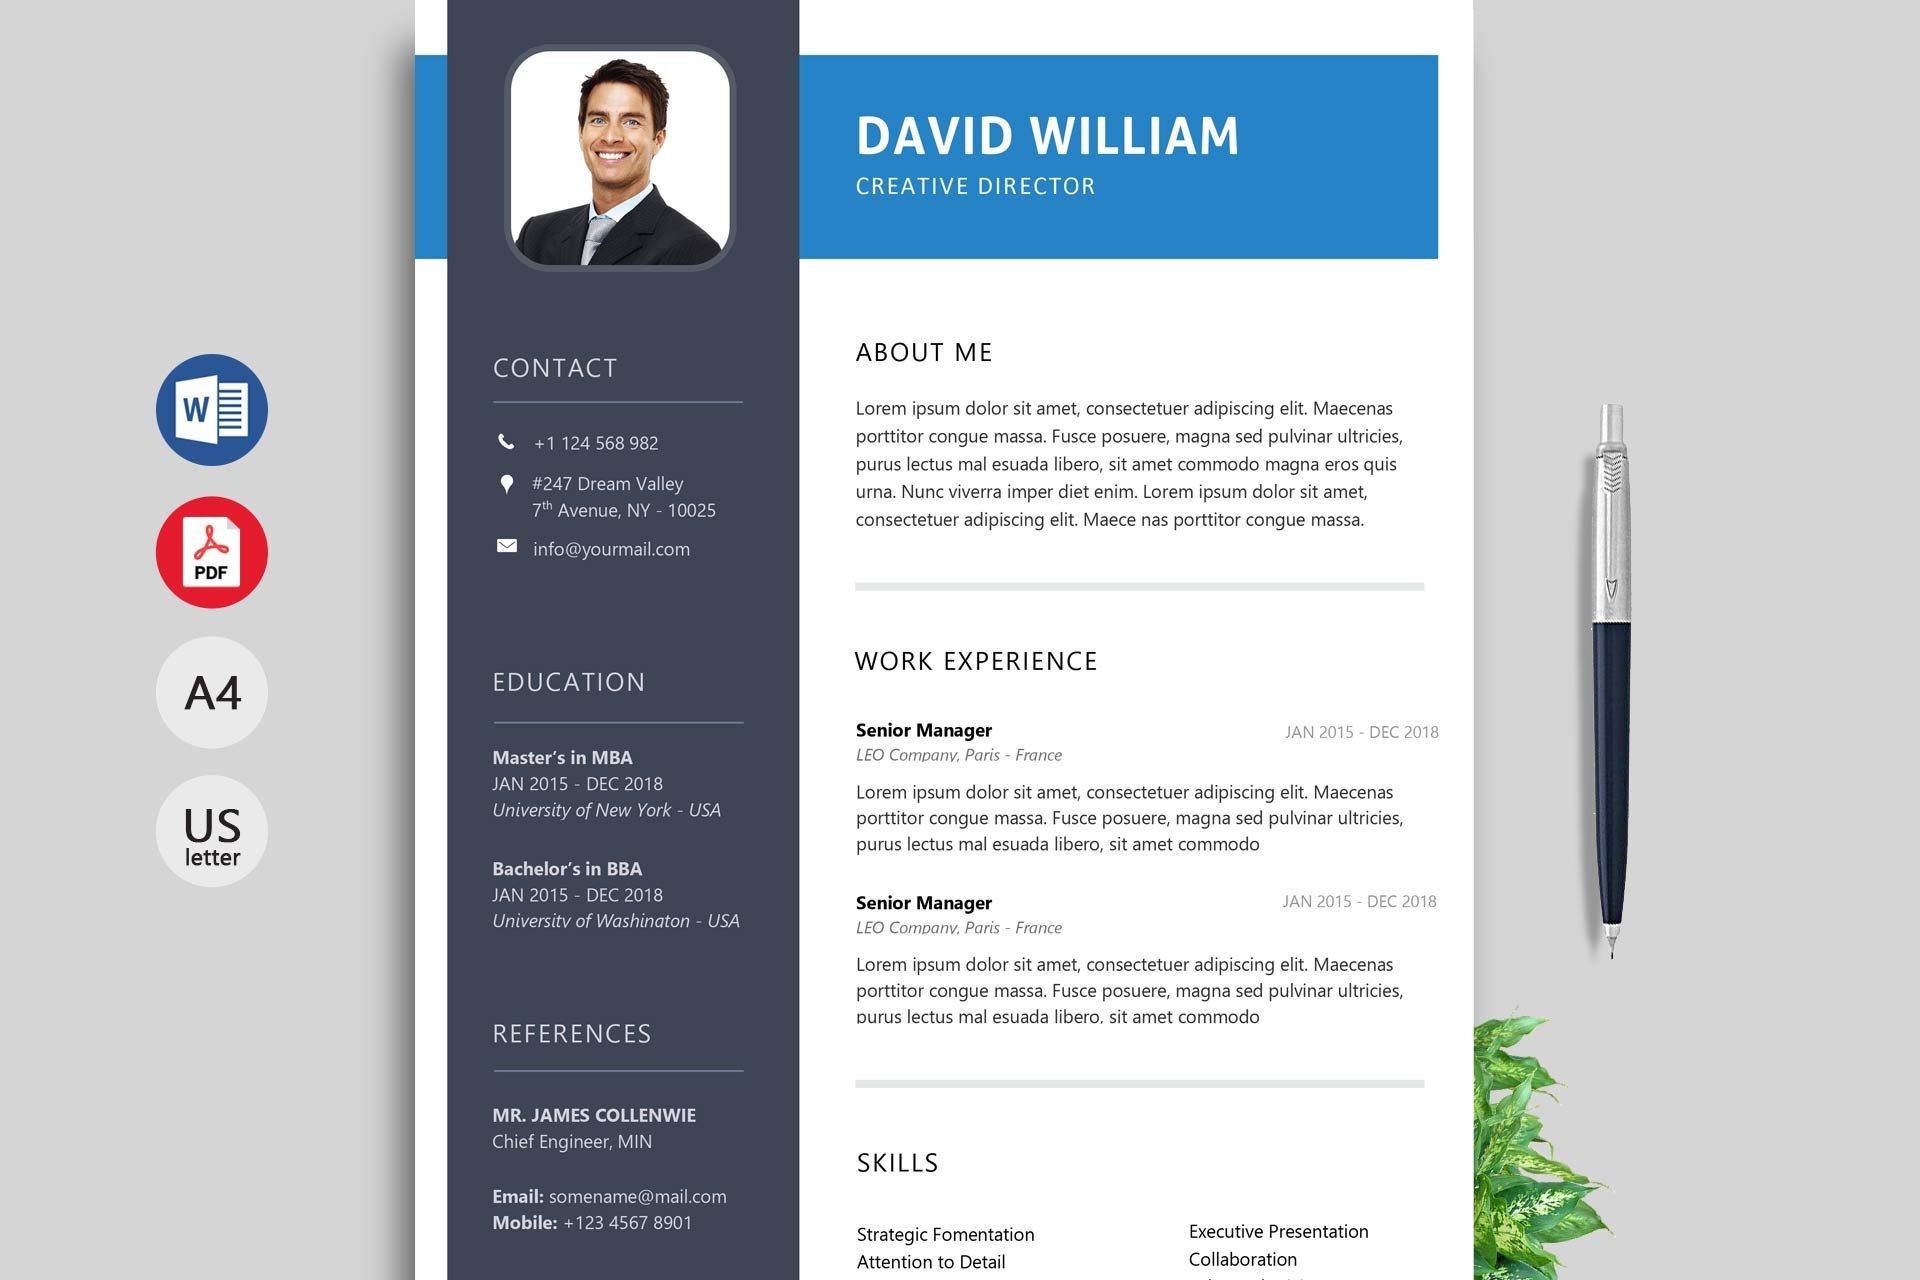 W
PDF
A4
US
letter
CONTACT
+1 124 568 982
#247 Dream Valley
7th Avenue, NY - 10025
info@yourmail.com
EDUCATION
Master's in MBA
JAN 2015 - DEC 2018
University of New York - USA
Bachelor's in BBA
JAN 2015 - DEC 2018
University of Washington - USA
REFERENCES
MR. JAMES COLLENWIE
Chief Engineer, MIN
Email: somename@mail.com
Mobile: +123 4567 8901
DAVID WILLIAM
CREATIVE DIRECTOR
ABOUT ME
Lorem ipsum dolor sit amet, consectetuer adipiscing elit. Maecenas
porttitor congue massa. Fusce posuere, magna sed pulvinar ultricies,
purus lectus mal esuada libero, sit amet commodo magna eros quis
urna. Nunc viverra imper diet enim. Lorem ipsum dolor sit amet,
consectetuer adipiscing elit. Maece nas porttitor congue massa.
WORK EXPERIENCE
Senior Manager JAN 2015 - DEC 2018
LEO Company, Paris - France
Lorem ipsum dolor sit amet, consectetuer adipiscing elit. Maecenas
porttitor congue massa. Fusce posuere, magna sed pulvinar ultricies,
purus lectus mal esuada libero, sit amet commodo
Senior Manager JAN 2015 - DEC 2018
LEO Company, Paris - France
Lorem ipsum dolor sit amet, consectetuer adipiscing elit. Maecenas
porttitor congue massa. Fusce posuere, magna sed pulvinar ultricies,
purus lectus mal esuada libero, sit amet commodo
SKILLS
Strategic Fomentation
Attention to Detail
Executive Presentation
Collaboration